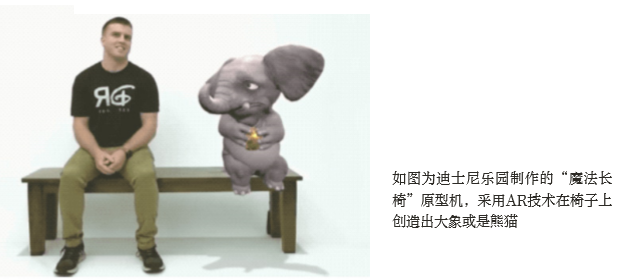 如图为迪士尼乐园制作的“魔法长
椅”原型机，采用AR技术在椅子上
创造出大象或是熊猫